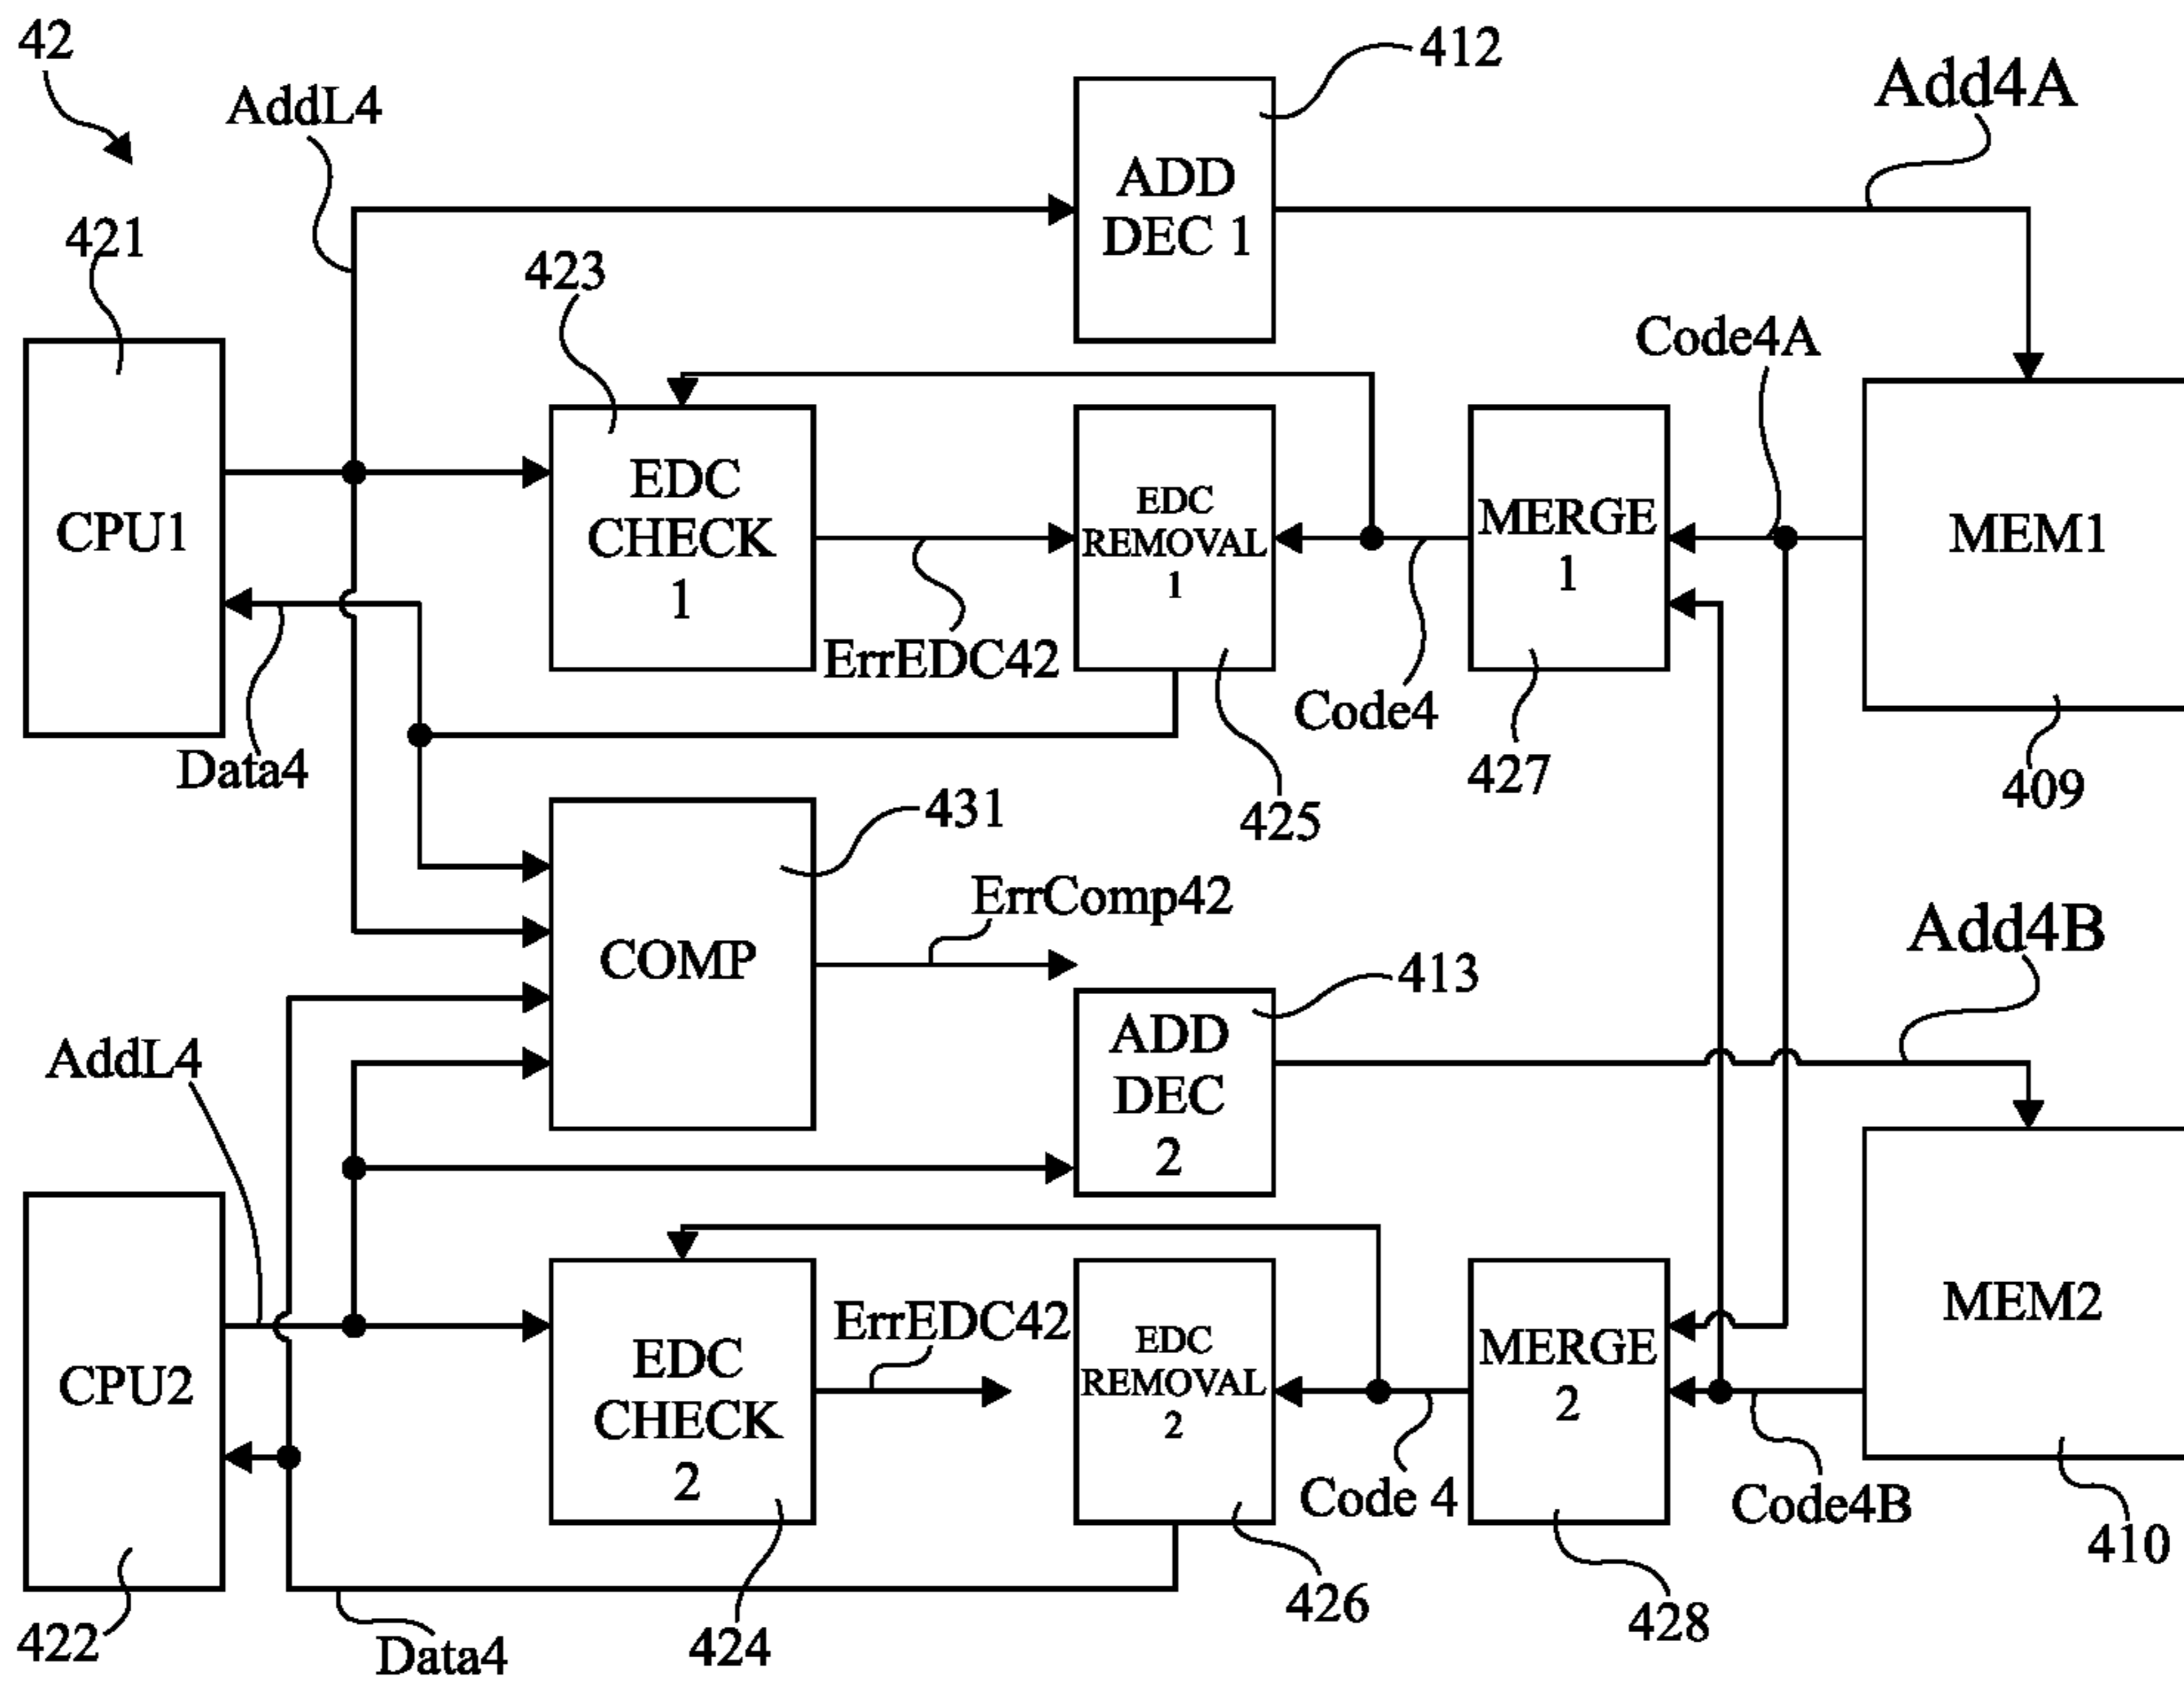 42
AddL4
412
Add4A
ADD
DEC 1
421
423
Code4A
CPU1
EDC
CHECK
1
EDC
REMOVAL
1
MERGE
1
MEM1
ErrEDC42
Code4
Data4
427
409
425
431
ErrComp42
COMP
413
Add4B
ADD
DEC
2
AddL4
ErrEDC42
CPU2
EDC
CHECK
2
EDC
REMOVAL
2
MERGE
2
MEM2
Code 4
Code4B
410
426
428
422
424
Data4